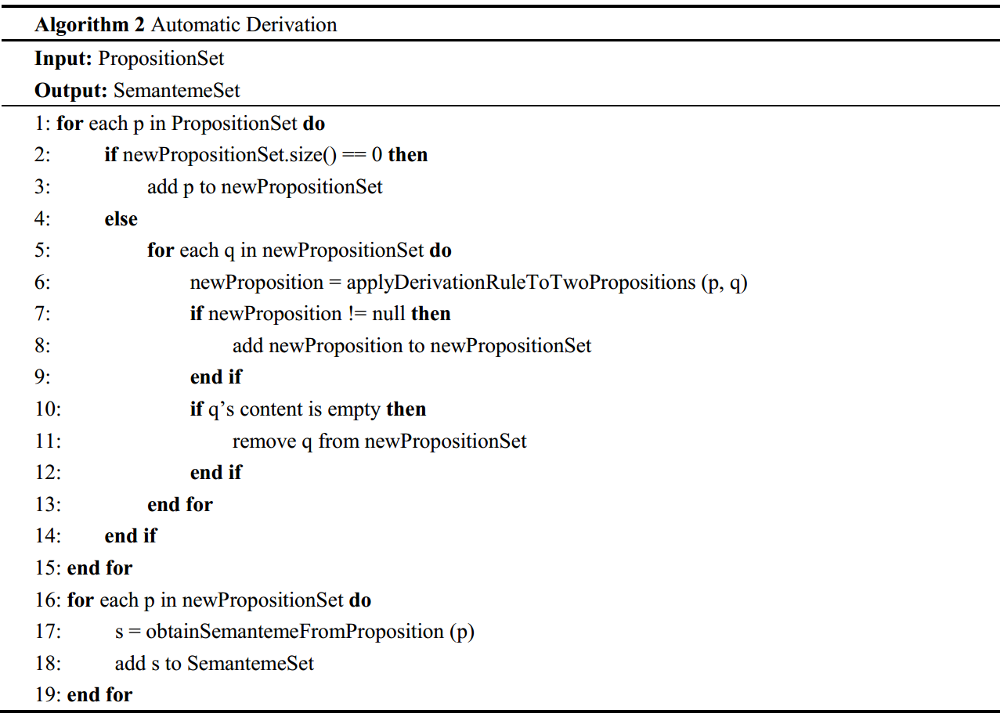 Algorithm 2 Automatic Derivation
Input: PropositionSet
Output: SemantemeSet
1: for each p in PropositionSet do
2: if newPropositionSet.size() == 0 then
3: add p to newPropositionSet
4: else
5: for each q in newPropositionSet do
6: newProposition = applyDerivationRuleToTwoPropositions (p, q)
7: if newProposition != null then
8: add newProposition to newPropositionSet
9: end if
10: if q’s content is empty then
11: remove q from newPropositionSet
12: end if
13: end for
14: end if
15: end for
16: for each p in newPropositionSet do
17: s = obtainSemantemeFromProposition (p)
18: add s to SemantemeSet
19: end for